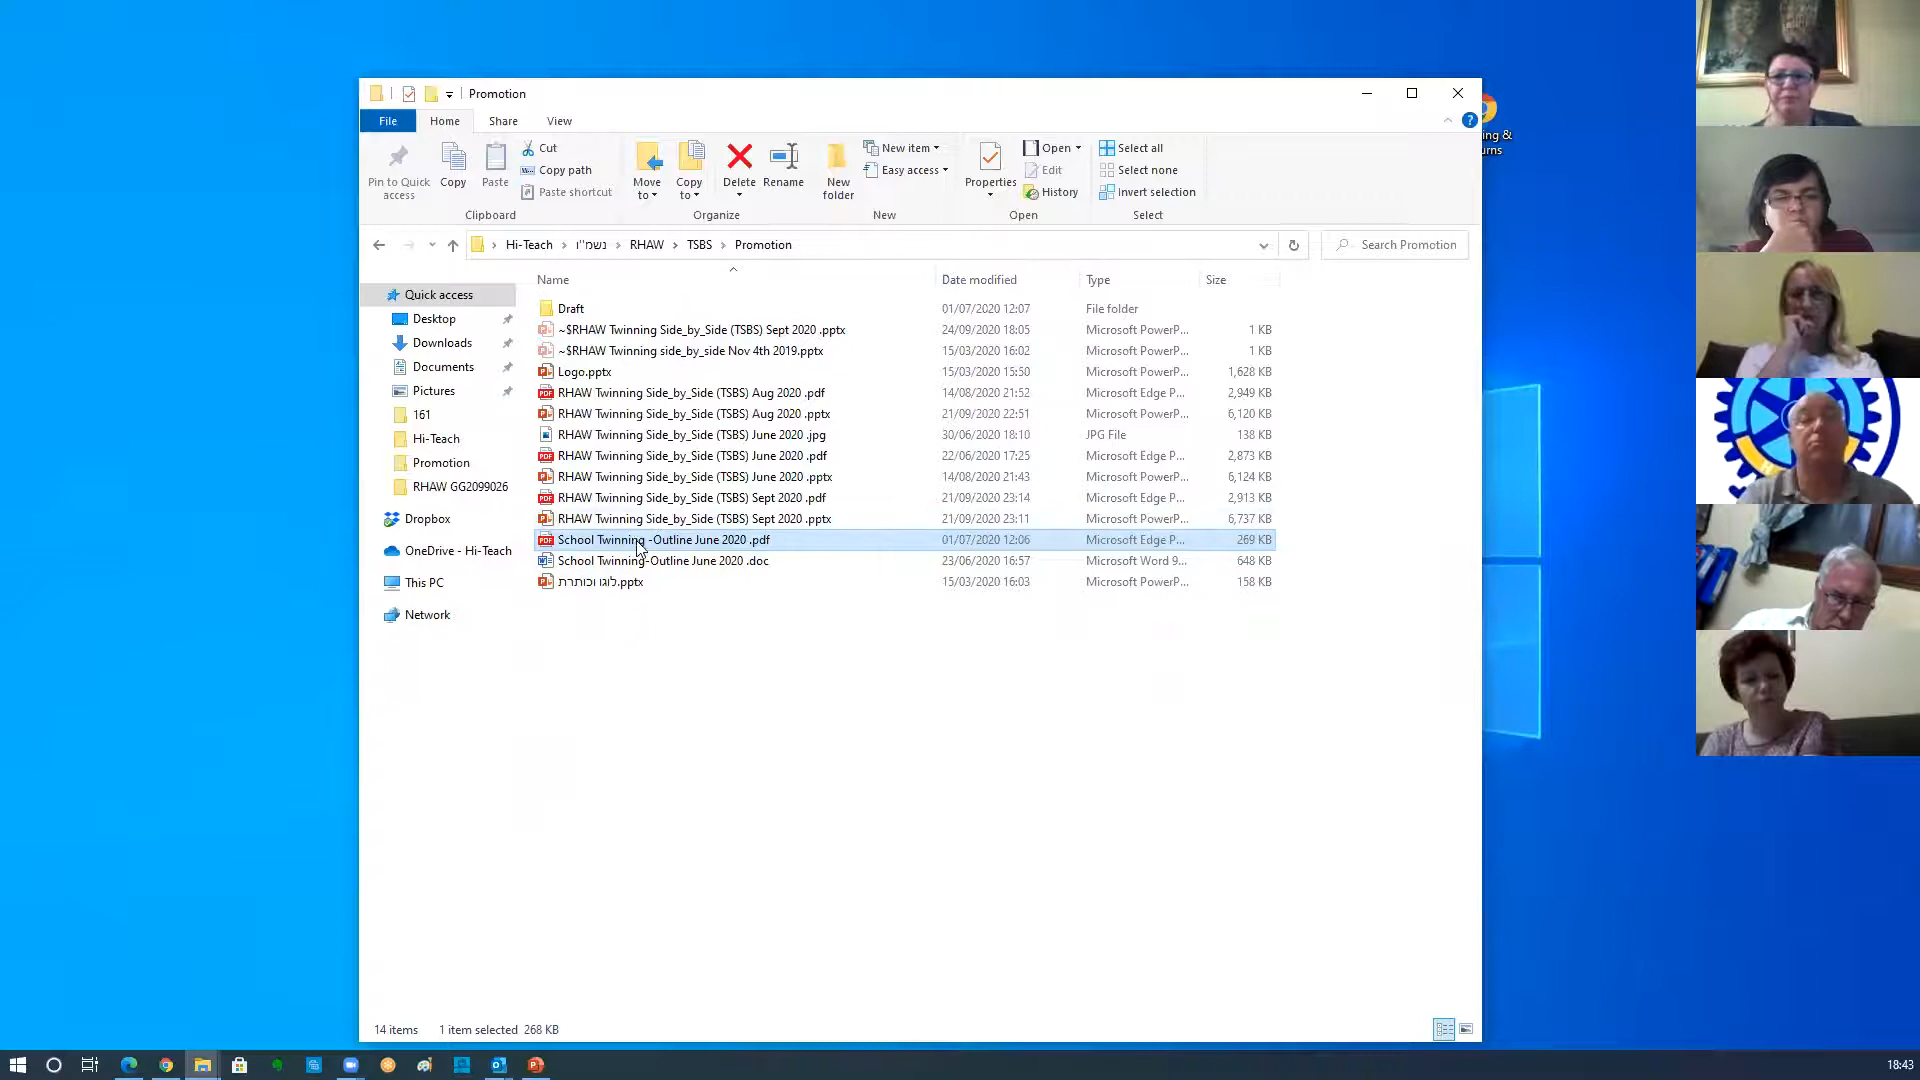 Promotion
File Home Share View
Pin to Quick access
Copy
Paste
Cut
Copy path
Paste shortcut
Clipboard
Move to
Copy to
Delete
Rename
Organize
New folder
New item
Easy access
New
Properties
Open
Edit
History
Open
Select all
Select none
Invert selection
Select
ing &
urns
Hi-Teach › נשמ"ו › RHAW › TSBS › Promotion
Search Promotion
Name Date modified Type Size
Quick access
Desktop
Downloads
Documents
Pictures
161
Hi-Teach
Promotion
RHAW GG2099026
Dropbox
OneDrive - Hi-Teach
This PC
Network
Draft 01/07/2020 12:07 File folder
~$RHAW Twinning Side_by_Side (TSBS) Sept 2020 .pptx 24/09/2020 18:05 Microsoft PowerP... 1 KB
~$RHAW Twinning side_by_side Nov 4th 2019.pptx 15/03/2020 16:02 Microsoft PowerP... 1 KB
Logo.pptx 15/03/2020 15:50 Microsoft PowerP... 1,628 KB
RHAW Twinning Side_by_Side (TSBS) Aug 2020 .pdf 14/08/2020 21:52 Microsoft Edge P... 2,949 KB
RHAW Twinning Side_by_Side (TSBS) Aug 2020 .pptx 21/09/2020 22:51 Microsoft PowerP... 6,120 KB
RHAW Twinning Side_by_Side (TSBS) June 2020 .jpg 30/06/2020 18:10 JPG File 138 KB
RHAW Twinning Side_by_Side (TSBS) June 2020 .pdf 22/06/2020 17:25 Microsoft Edge P... 2,873 KB
RHAW Twinning Side_by_Side (TSBS) June 2020 .pptx 14/08/2020 21:43 Microsoft PowerP... 6,124 KB
RHAW Twinning Side_by_Side (TSBS) Sept 2020 .pdf 21/09/2020 23:14 Microsoft Edge P... 2,913 KB
RHAW Twinning Side_by_Side (TSBS) Sept 2020 .pptx 21/09/2020 23:11 Microsoft PowerP... 6,737 KB
School Twinning -Outline June 2020 .pdf 01/07/2020 12:06 Microsoft Edge P... 269 KB
School Twinning-Outline June 2020 .doc 23/06/2020 16:57 Microsoft Word 9... 648 KB
לוגו וכותרת.pptx 15/03/2020 16:03 Microsoft PowerP... 158 KB
14 items 1 item selected 268 KB
18:43